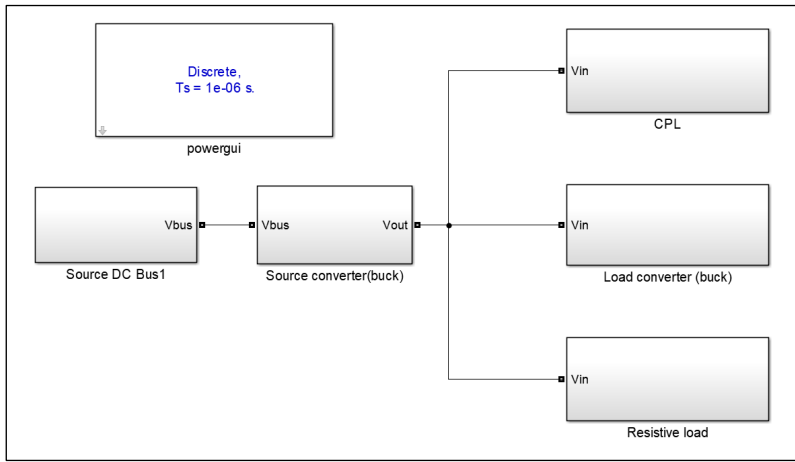 Discrete,
Ts = 1e-06 s.
powergui
Vbus
Source DC Bus1
Vbus
Vout
Source converter(buck)
Vin
CPL
Vin
Load converter (buck)
Vin
Resistive load